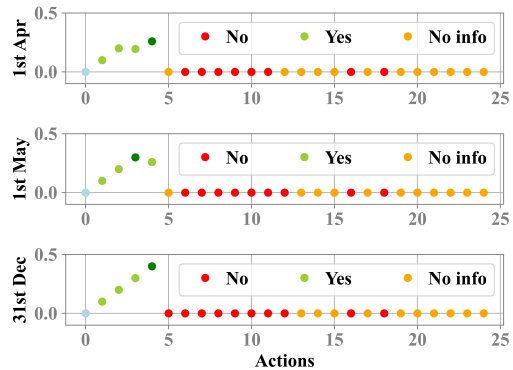 1st Apr
0.5
0.0
No
Yes
No info
0
5
10
15
20
25
1st May
0.5
0.0
No
Yes
No info
0
5
10
15
20
25
31st Dec
0.5
0.0
No
Yes
No info
0
5
10
15
20
25
Actions